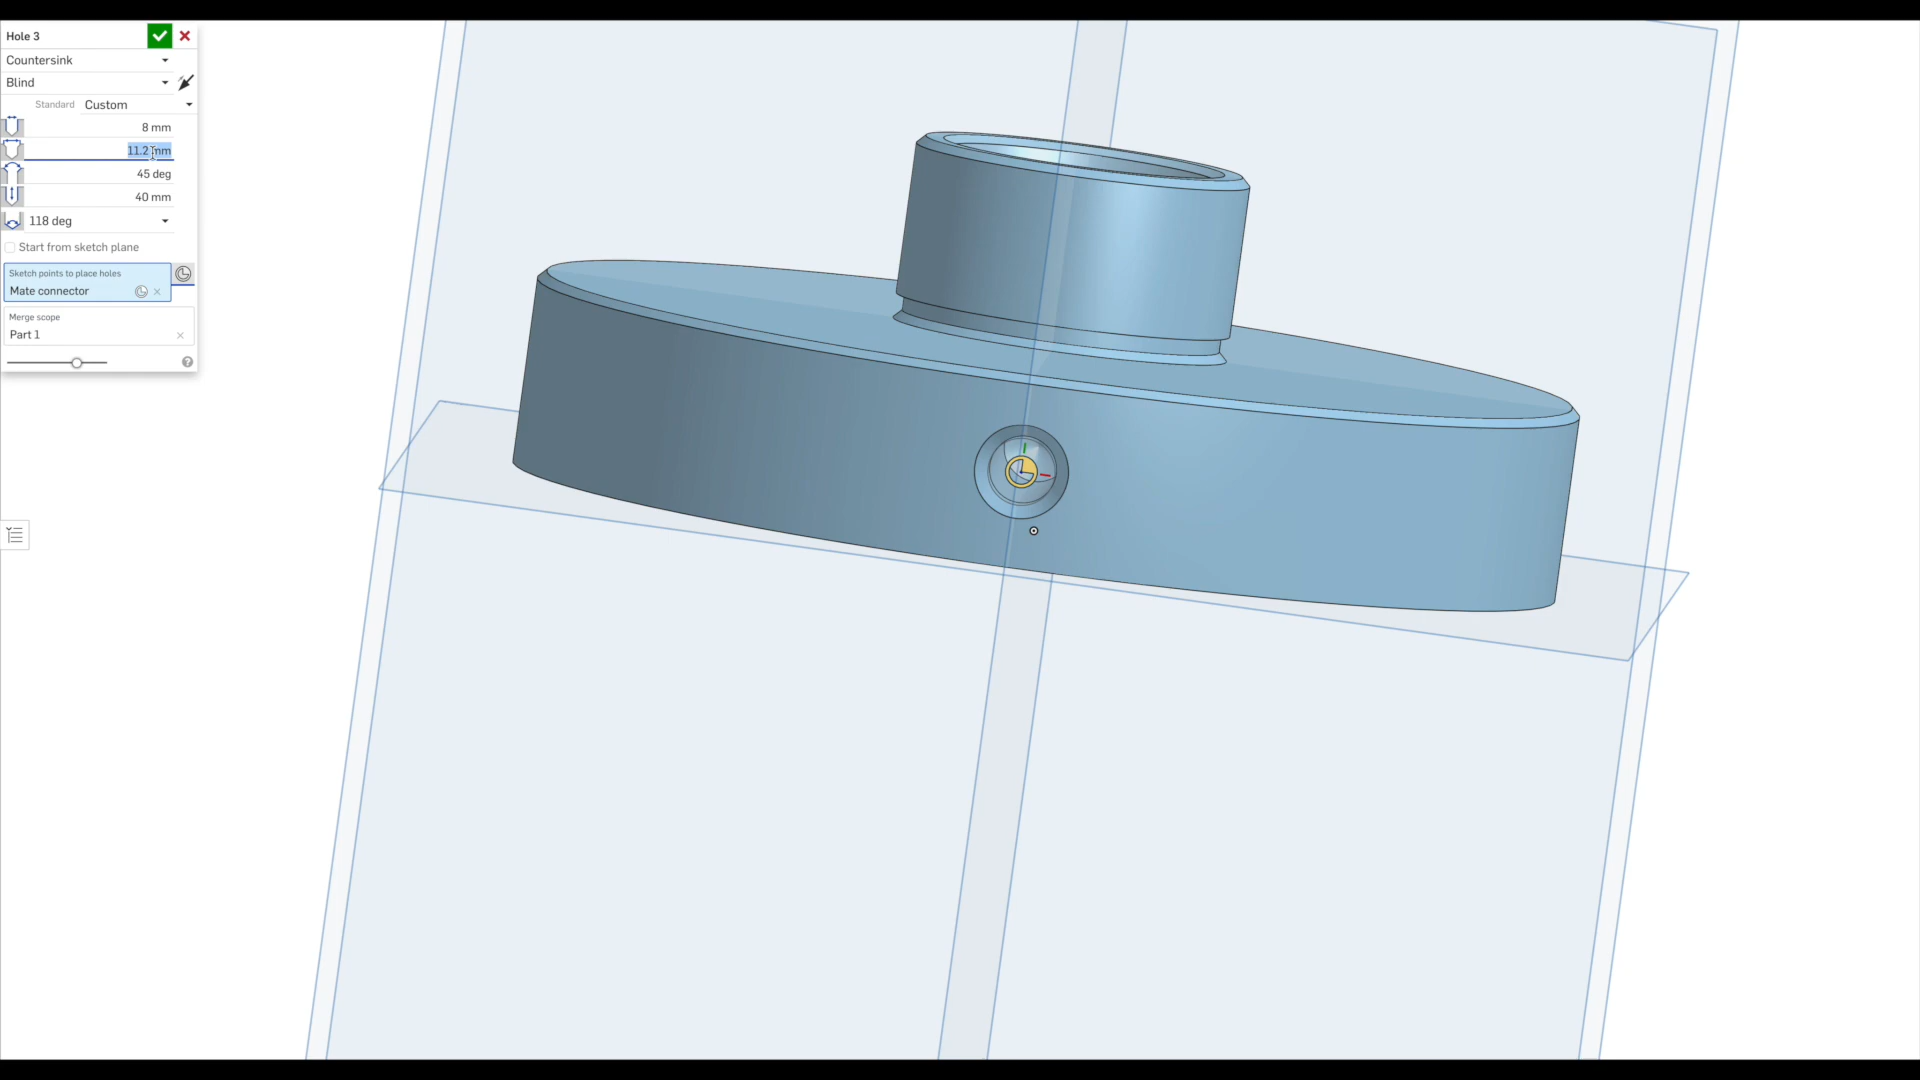 Hole 3
Countersink
Blind
Standard Custom
8 mm
11.2 mm
45 deg
40 mm
118 deg
Start from sketch plane
Sketch points to place holes
Mate connector
Merge scope
Part 1